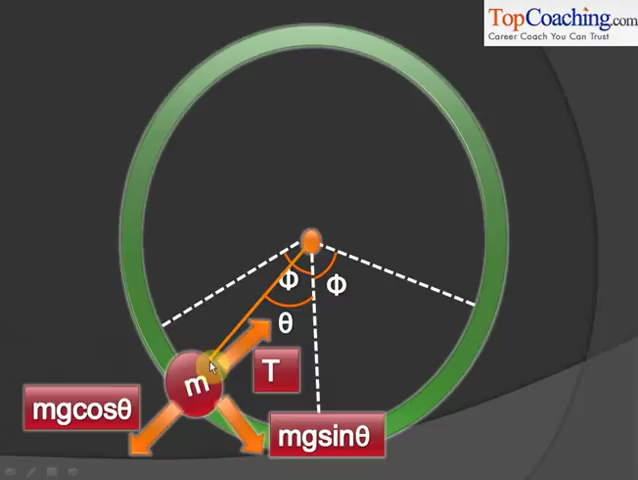 TopCoaching.com
Career Coach You Can Trust
Φ
Φ
θ
T
m
mgcosθ
mgsinθ